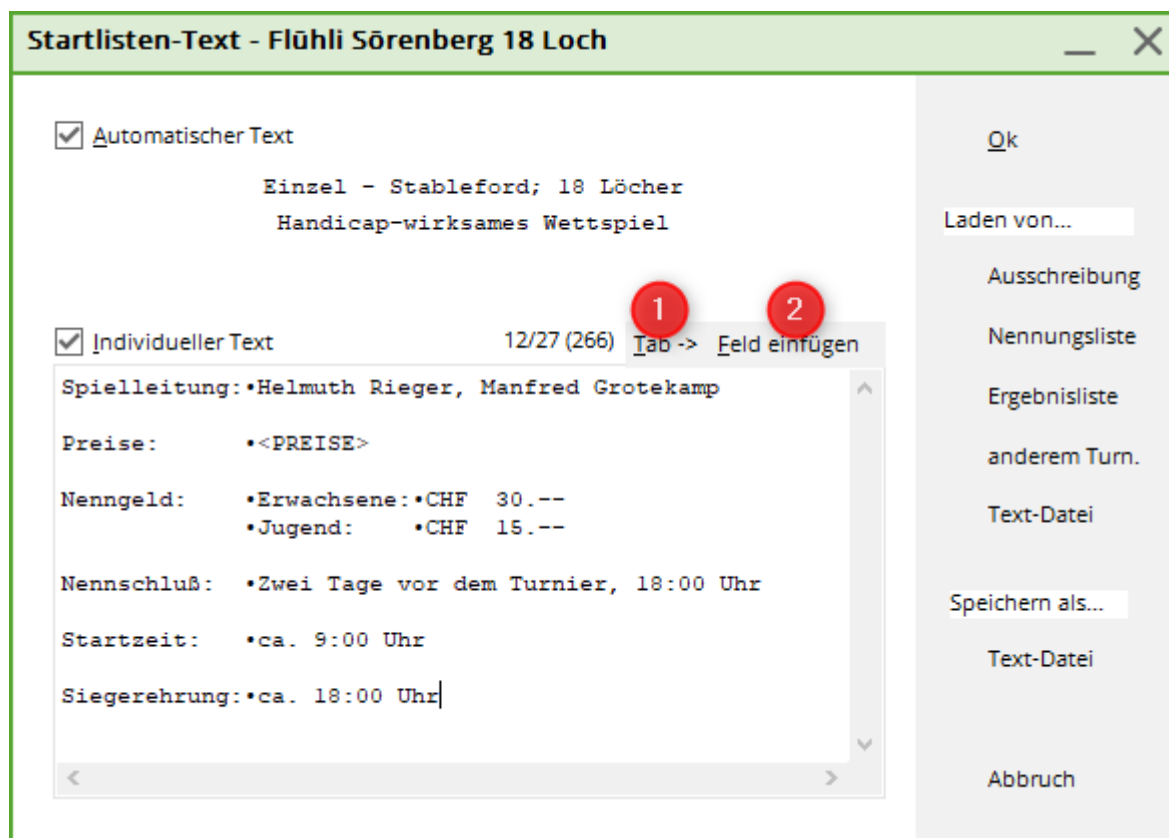 Startlisten-Text - Flühli Sörenberg 18 Loch
Automatischer Text
Einzel - Stableford; 18 Löcher
Handicap-wirksames Wettspiel
1 2
Individueller Text 12/27 (266) Tab -> Feld einfügen
Spielleitung:•Helmuth Rieger, Manfred Grotekamp
Preise: •<PREISE>
Nenngeld: •Erwachsene:•CHF 30.--
•Jugend: •CHF 15.--
Nennschluß: •Zwei Tage vor dem Turnier, 18:00 Uhr
Startzeit: •ca. 9:00 Uhr
Siegerehrung:•ca. 18:00 Uhr
Ok
Laden von...
Ausschreibung
Nennungsliste
Ergebnisliste
anderem Turn.
Text-Datei
Speichern als...
Text-Datei
Abbruch